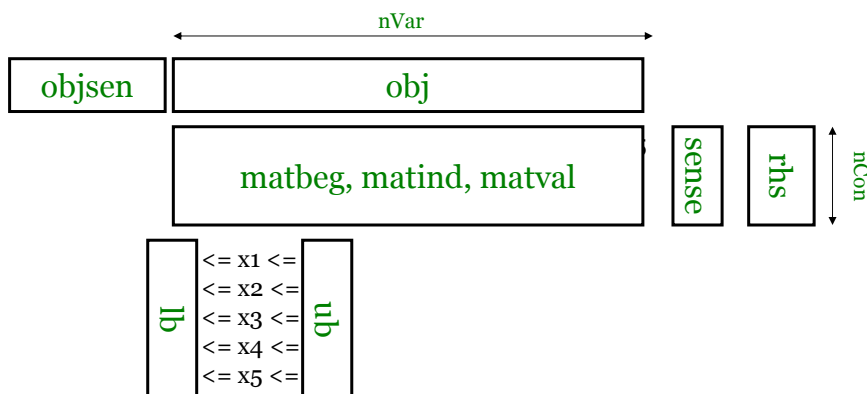 nVar
objsen
obj
matbeg, matind, matval
sense
rhs
nCon
lb
<= x1 <=
<= x2 <=
<= x3 <=
<= x4 <=
<= x5 <=
ub